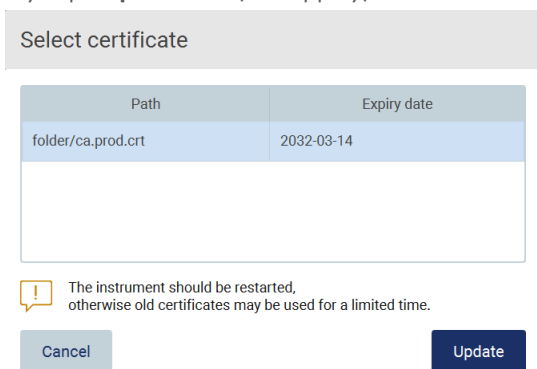 Select certificate
Path Expiry date
folder/ca.prod.crt 2032-03-14
The instrument should be restarted,
otherwise old certificates may be used for a limited time.
Cancel Update